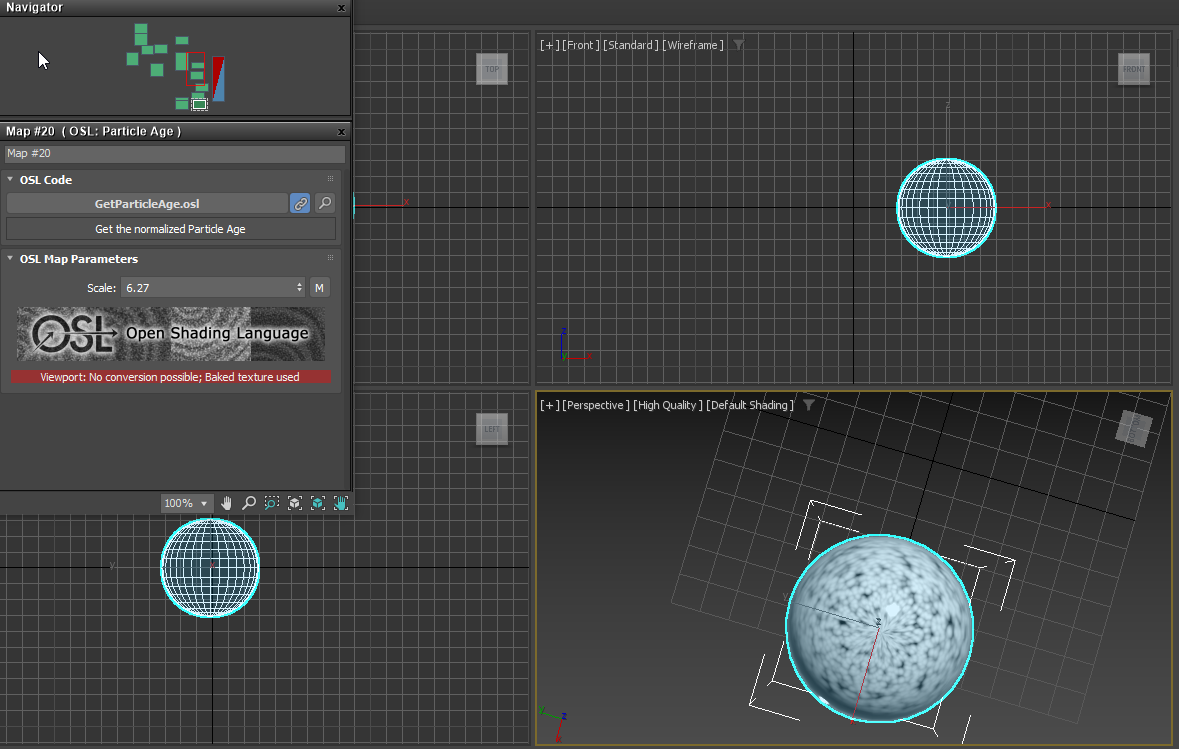 Navigator x
Map #20 ( OSL: Particle Age ) x
Map #20
OSL Code
GetParticleAge.osl
Get the normalized Particle Age
OSL Map Parameters
Scale: 6.27 M
OSL Open Shading Language
Viewport: No conversion possible; Baked texture used
100%
TOP
x
[+] [Front ] [Standard ] [Wireframe ]
FRONT
z
x
z
y x
LEFT
y x
[+] [Perspective ] [High Quality ] [Default Shading ]
z
y z
x